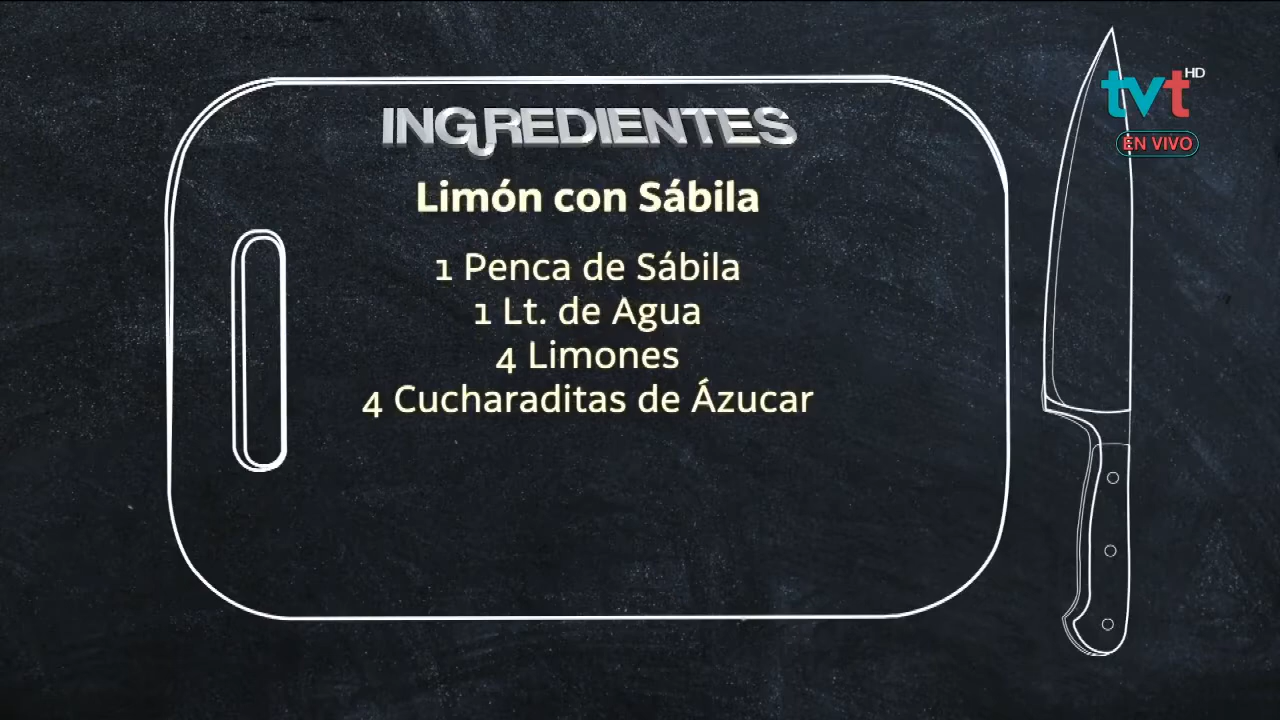 INGREDIENTES
Limón con Sábila
1 Penca de Sábila
1 Lt. de Agua
4 Limones
4 Cucharaditas de Ázucar
tvt HD
EN VIVO